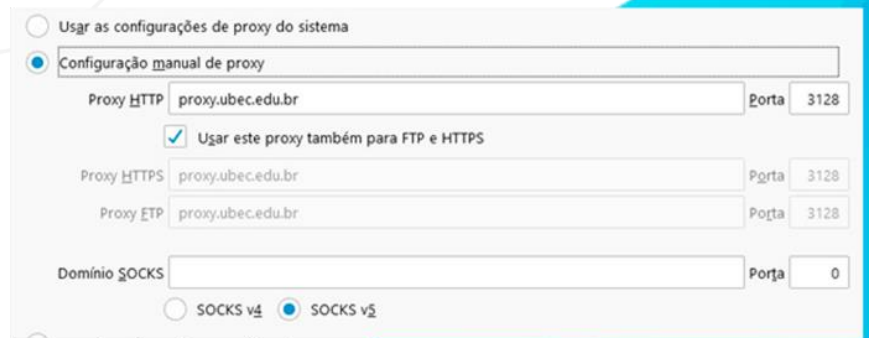 Usar as configurações de proxy do sistema
Configuração manual de proxy
Proxy HTTP proxy.ubec.edu.br Porta 3128
Usar este proxy também para FTP e HTTPS
Proxy HTTPS proxy.ubec.edu.br Porta 3128
Proxy FTP proxy.ubec.edu.br Porta 3128
Domínio SOCKS Porta 0
SOCKS v4 SOCKS v5